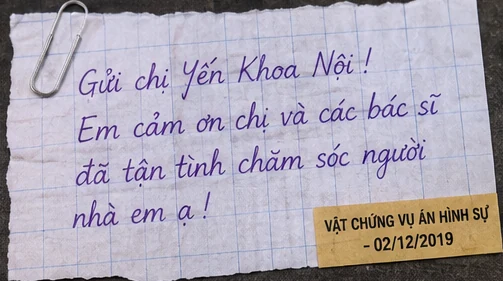 Gửi chị Yến Khoa Nội!
Em cảm ơn chị và các bác sĩ
đã tận tình chăm sóc người
nhà em ạ!
VẬT CHỨNG VỤ ÁN HÌNH SỰ
- 02/12/2019